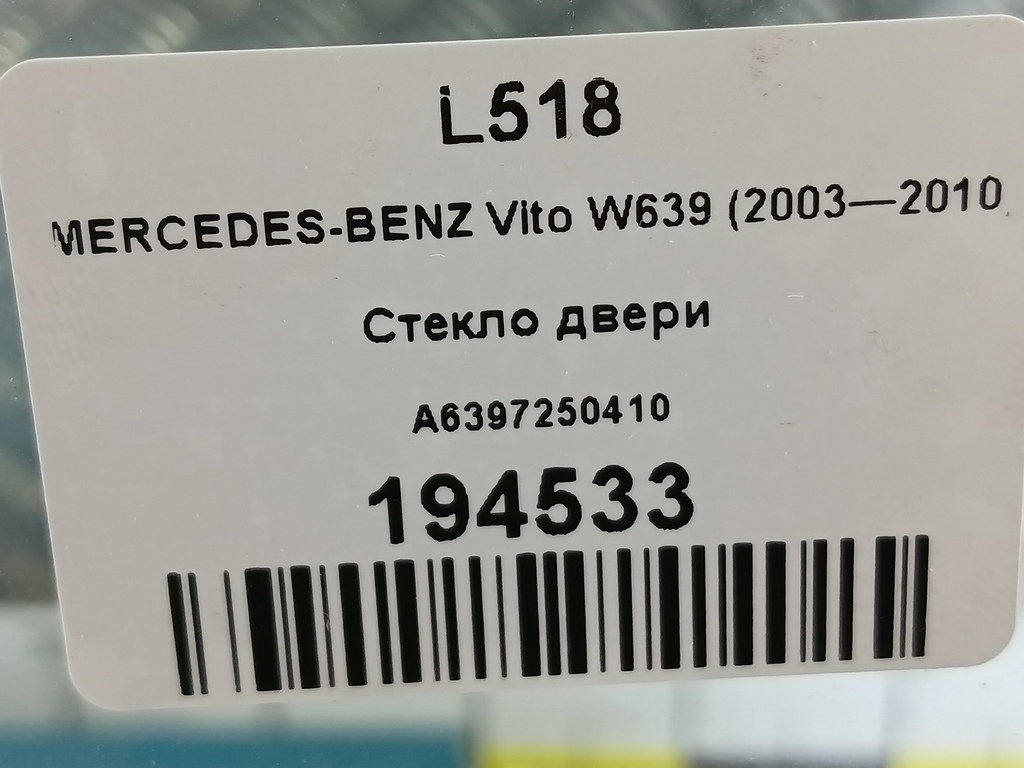 L518
MERCEDES-BENZ Vito W639 (2003—2010
Стекло двери
A6397250410
194533